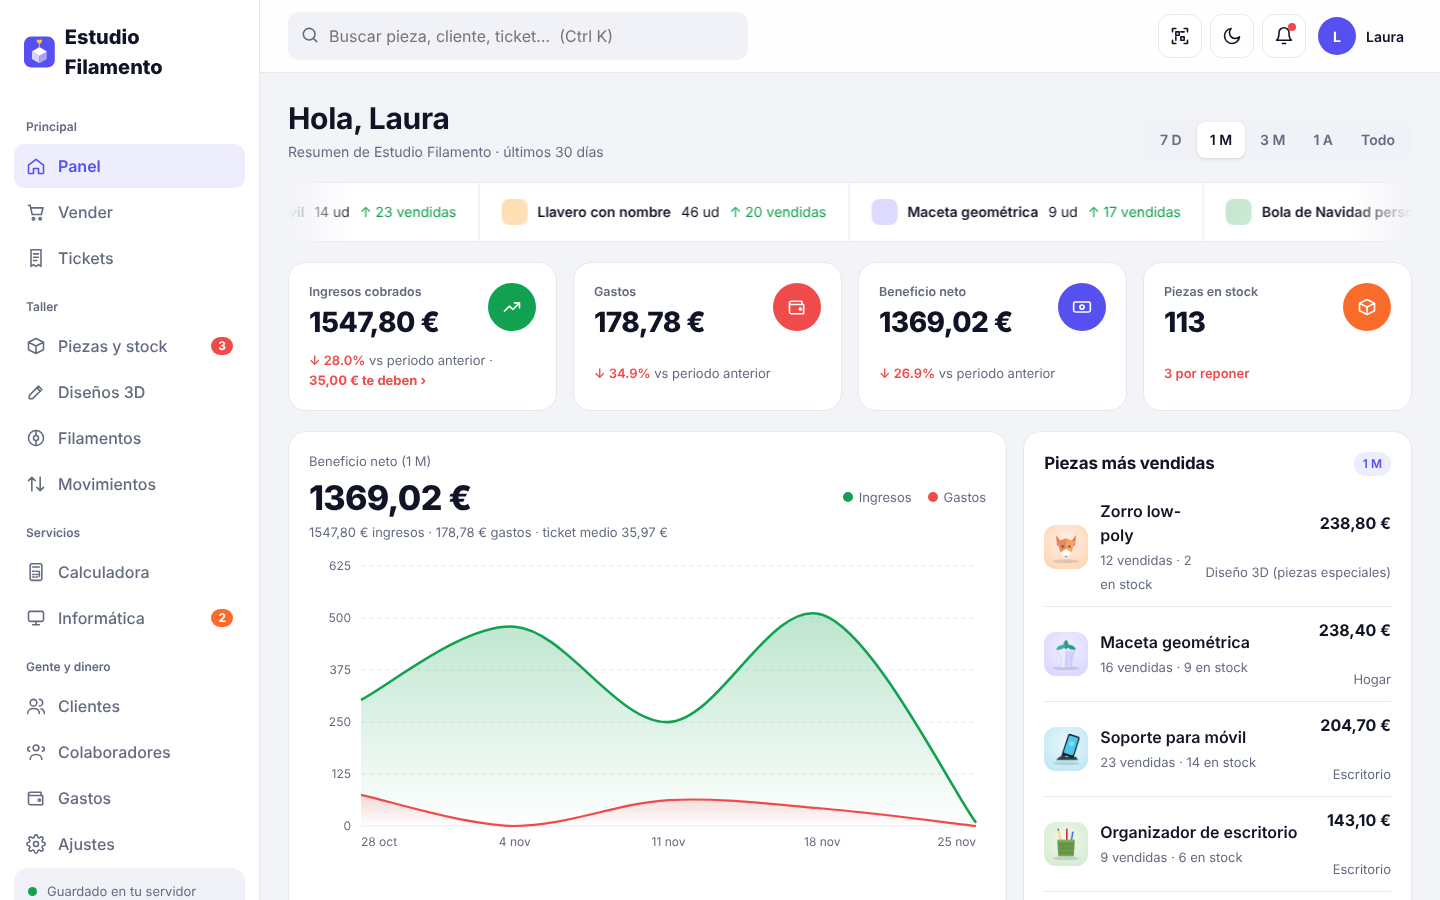 Estudio
Filamento
Principal
Panel
Vender
Tickets
Taller
Piezas y stock 3
Diseños 3D
Filamentos
Movimientos
Servicios
Calculadora
Informática 2
Gente y dinero
Clientes
Colaboradores
Gastos
Ajustes
Guardado en tu servidor
Buscar pieza, cliente, ticket... (Ctrl K)
L Laura
Hola, Laura
Resumen de Estudio Filamento · últimos 30 días
7 D 1 M 3 M 1 A Todo
14 ud ↑ 23 vendidas
Llavero con nombre 46 ud ↑ 20 vendidas
Maceta geométrica 9 ud ↑ 17 vendidas
Bola de Navidad
Ingresos cobrados
1547,80 €
↓ 28.0% vs periodo anterior ·
35,00 € te deben ›
Gastos
178,78 €
↓ 34.9% vs periodo anterior
Beneficio neto
1369,02 €
↓ 26.9% vs periodo anterior
Piezas en stock
113
3 por reponer
Beneficio neto (1 M)
1369,02 €
1547,80 € ingresos · 178,78 € gastos · ticket medio 35,97 €
Ingresos Gastos
625
500
375
250
125
0
28 oct 4 nov 11 nov 18 nov 25 nov
Piezas más vendidas 1 M
Zorro low-
poly
238,80 €
12 vendidas · 2
en stock
Diseño 3D (piezas especiales)
Maceta geométrica
238,40 €
16 vendidas · 9 en stock
Hogar
Soporte para móvil
204,70 €
23 vendidas · 14 en stock
Escritorio
Organizador de escritorio
143,10 €
9 vendidas · 6 en stock
Escritorio